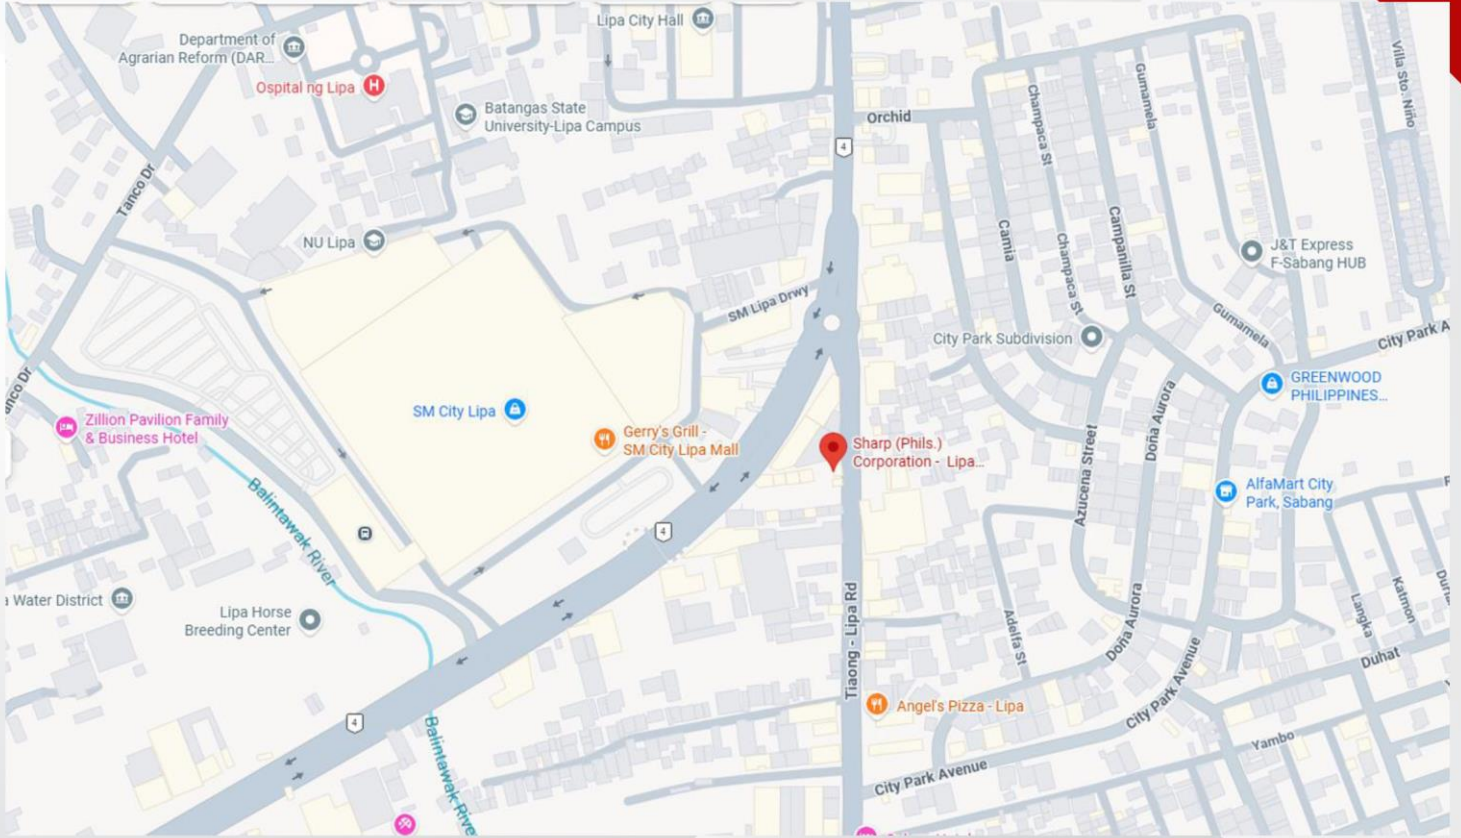 Lipa City Hall
Department of
Agrarian Reform (DAR...
Ospital ng Lipa
H
Batangas State
University-Lipa Campus
Orchid
4
Champaca St
Gumamela
Villa Sto. Niño
Tanco Dr
NU Lipa
Camia
Champaca St
Campanilla St
J&T Express
F-Sabang HUB
SM Lipa Drwy
City Park Subdivision
Gumamela
City Park A
GREENWOOD
PHILIPPINES...
anco Dr
Zillion Pavilion Family
& Business Hotel
SM City Lipa
Gerry's Grill -
SM City Lipa Mall
Sharp (Phils.)
Corporation - Lipa...
Azucena Street
Doña Aurora
AlfaMart City
Park, Sabang
Balintawak River
4
a Water District
Lipa Horse
Breeding Center
Tiaong - Lipa Rd
Adelfa St
Doña Aurora
City Park Avenue
Langka
Katmon
Duhat
4
Balintawak Rive
Angel's Pizza - Lipa
City Park Avenue
Yambo